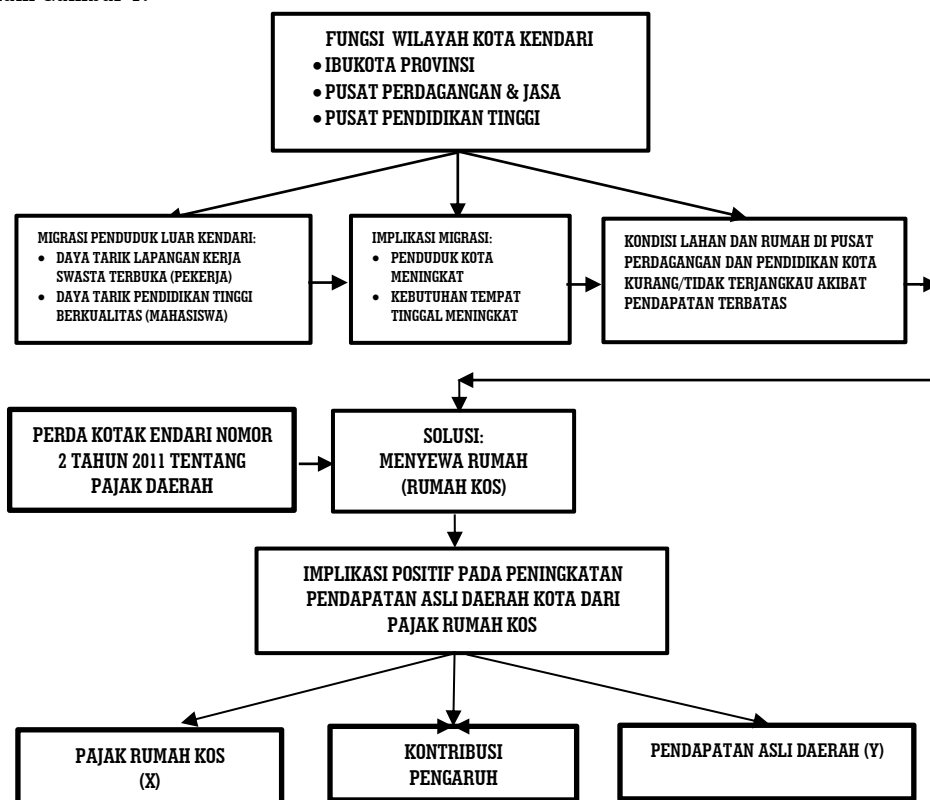 FUNGSI WILAYAH KOTA KENDARI
• IBUKOTA PROVINSI
• PUSAT PERDAGANGAN & JASA
• PUSAT PENDIDIKAN TINGGI
MIGRASI PENDUDUK LUAR KENDARI:
• DAYA TARIK LAPANGAN KERJA
SWASTA TERBUKA (PEKERJA)
• DAYA TARIK PENDIDIKAN TINGGI
BERKUALITAS (MAHASISWA)
IMPLIKASI MIGRASI:
• PENDUDUK KOTA
MENINGKAT
• KEBUTUHAN TEMPAT
TINGGAL MENINGKAT
KONDISI LAHAN DAN RUMAH DI PUSAT
PERDAGANGAN DAN PENDIDIKAN KOTA
KURANG/TIDAK TERJANGKAU AKIBAT
PENDAPATAN TERBATAS
PERDA KOTAK ENDARI NOMOR
2 TAHUN 2011 TENTANG
PAJAK DAERAH
SOLUSI:
MENYEWA RUMAH
(RUMAH KOS)
IMPLIKASI POSITIF PADA PENINGKATAN
PENDAPATAN ASLI DAERAH KOTA DARI
PAJAK RUMAH KOS
PAJAK RUMAH KOS
(X)
KONTRIBUSI
PENGARUH
PENDAPATAN ASLI DAERAH (Y)